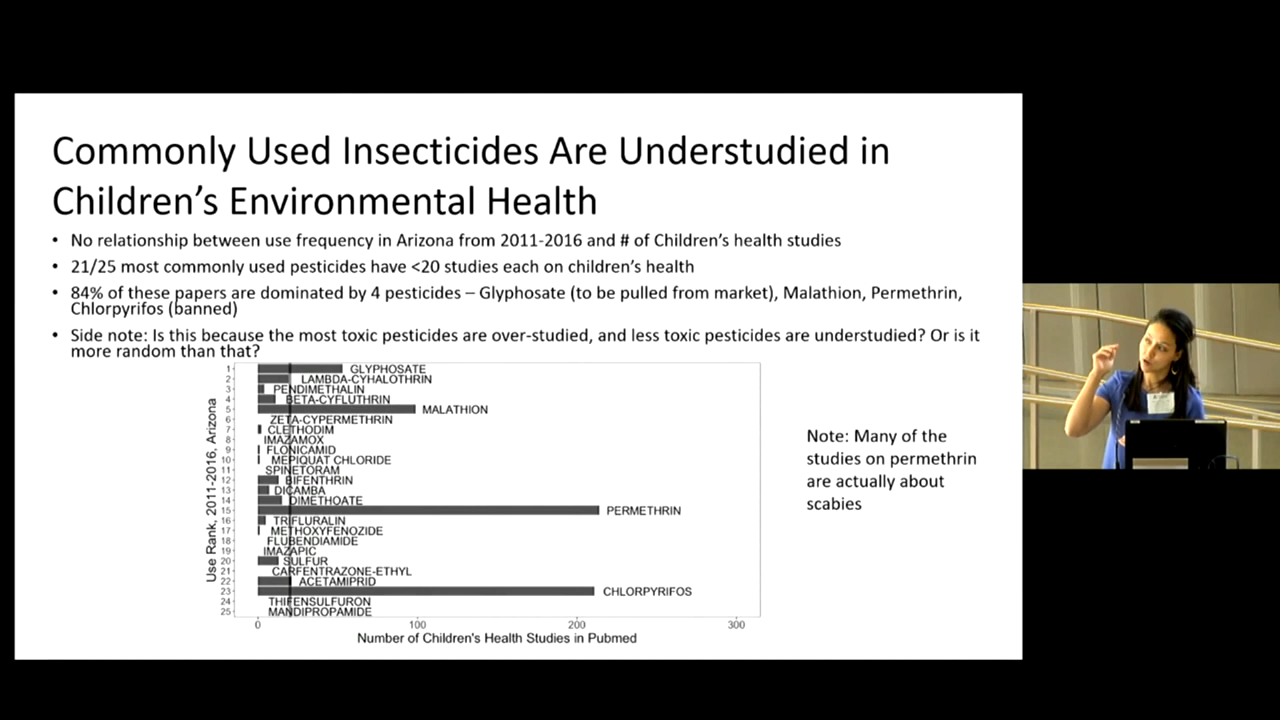 Commonly Used Insecticides Are Understudied in
Children's Environmental Health
• No relationship between use frequency in Arizona from 2011-2016 and # of Children's health studies
• 21/25 most commonly used pesticides have <20 studies each on children's health
• 84% of these papers are dominated by 4 pesticides – Glyphosate (to be pulled from market), Malathion, Permethrin,
Chlorpyrifos (banned)
• Side note: Is this because the most toxic pesticides are over-studied, and less toxic pesticides are understudied? Or is it
more random than that?
Use Rank, 2011-2016, Arizona
1 GLYPHOSATE
2 LAMBDA-CYHALOTHRIN
3 PENDIMETHALIN
4 BETA-CYFLUTHRIN
5 MALATHION
6 ZETA-CYPERMETHRIN
7 CLETHODIM
8 IMAZAMOX
9 FLONICAMID
10 MEPIQUAT CHLORIDE
11 SPINETORAM
12 BIFENTHRIN
13 DICAMBA
14 DIMETHOATE
15 PERMETHRIN
16 TRIFLURALIN
17 METHOXYFENOZIDE
18 FLUBENDIAMIDE
19 IMAZAPIC
20 SULFUR
21 CARFENTRAZONE-ETHYL
22 ACETAMIPRID
23 CHLORPYRIFOS
24 THIFENSULFURON
25 MANDIPROPAMIDE
0 100 200 300
Number of Children's Health Studies in Pubmed
Note: Many of the
studies on permethrin
are actually about
scabies